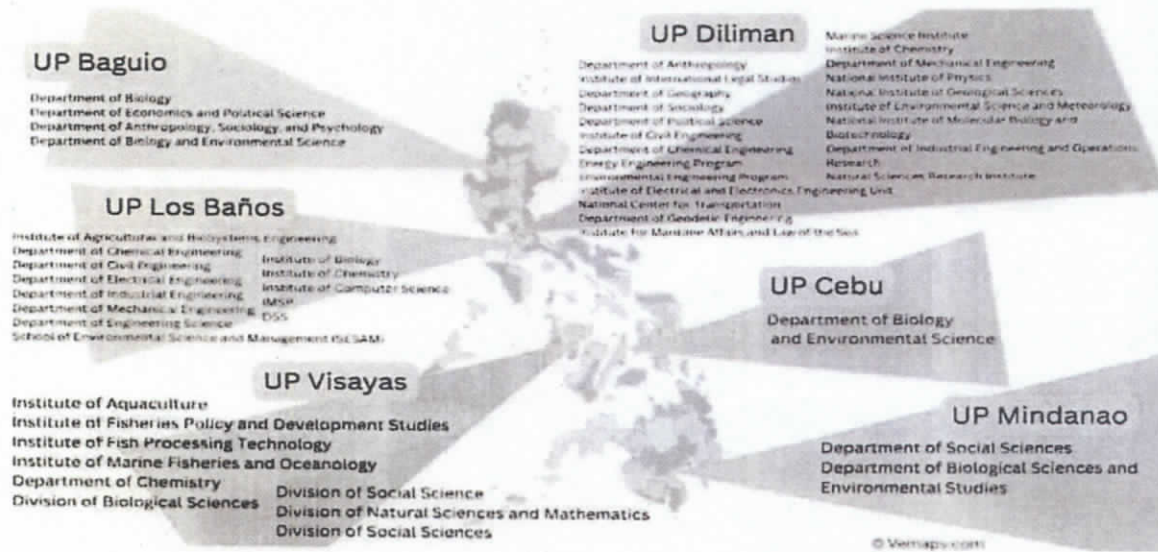 UP Baguio
Department of Biology
Department of Economics and Political Science
Department of Anthropology, Sociology, and Psychology
Department of Biology and Environmental Science
UP Diliman
Department of Anthropology
Institute of International Legal Studies
Department of Geography
Department of Sociology
Department of Political Science
Institute of Civil Engineering
Department of Chemical Engineering
Energy Engineering Program
Environmental Engineering Program
Institute of Electrical and Electronics Engineering Unit
National Center for Transportation
Department of Geodetic Engineering
Institute for Maritime Affairs and Law of the Sea
Marine Science Institute
Institute of Chemistry
Department of Mechanical Engineering
National Institute of Physics
National Institute of Geological Sciences
Institute of Environmental Science and Meteorology
National Institute of Molecular Biology and
Biotechnology
Department of Industrial Engineering and Operations
Research
Natural Sciences Research Institute
UP Los Baños
Institute of Agricultural and Biosystems Engineering
Department of Chemical Engineering
Department of Civil Engineering
Department of Electrical Engineering
Department of Industrial Engineering
Department of Mechanical Engineering
Department of Engineering Science
School of Environmental Science and Management (SESAM)
Institute of Biology
Institute of Chemistry
Institute of Computer Science
IMSP
DSS
UP Cebu
Department of Biology
and Environmental Science
UP Visayas
Institute of Aquaculture
Institute of Fisheries Policy and Development Studies
Institute of Fish Processing Technology
Institute of Marine Fisheries and Oceanology
Department of Chemistry
Division of Biological Sciences
Division of Social Science
Division of Natural Sciences and Mathematics
Division of Social Sciences
UP Mindanao
Department of Social Sciences
Department of Biological Sciences and
Environmental Studies
© Vemaps.com